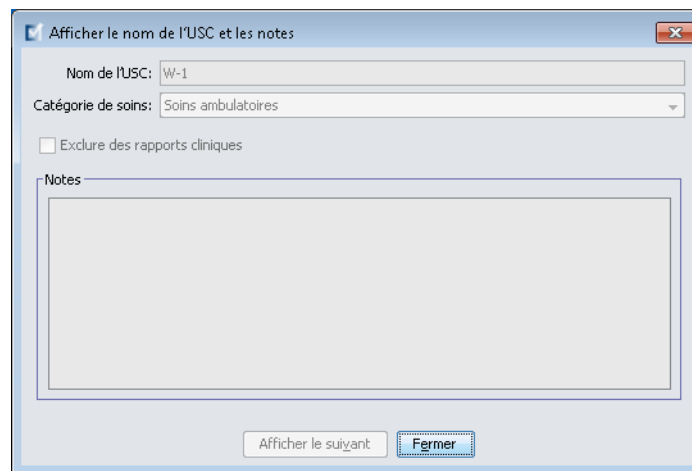 Afficher le nom de l'USC et les notes
Nom de l'USC: W-1
Catégorie de soins: Soins ambulatoires
Exclure des rapports cliniques
Notes
Afficher le suivant Fermer